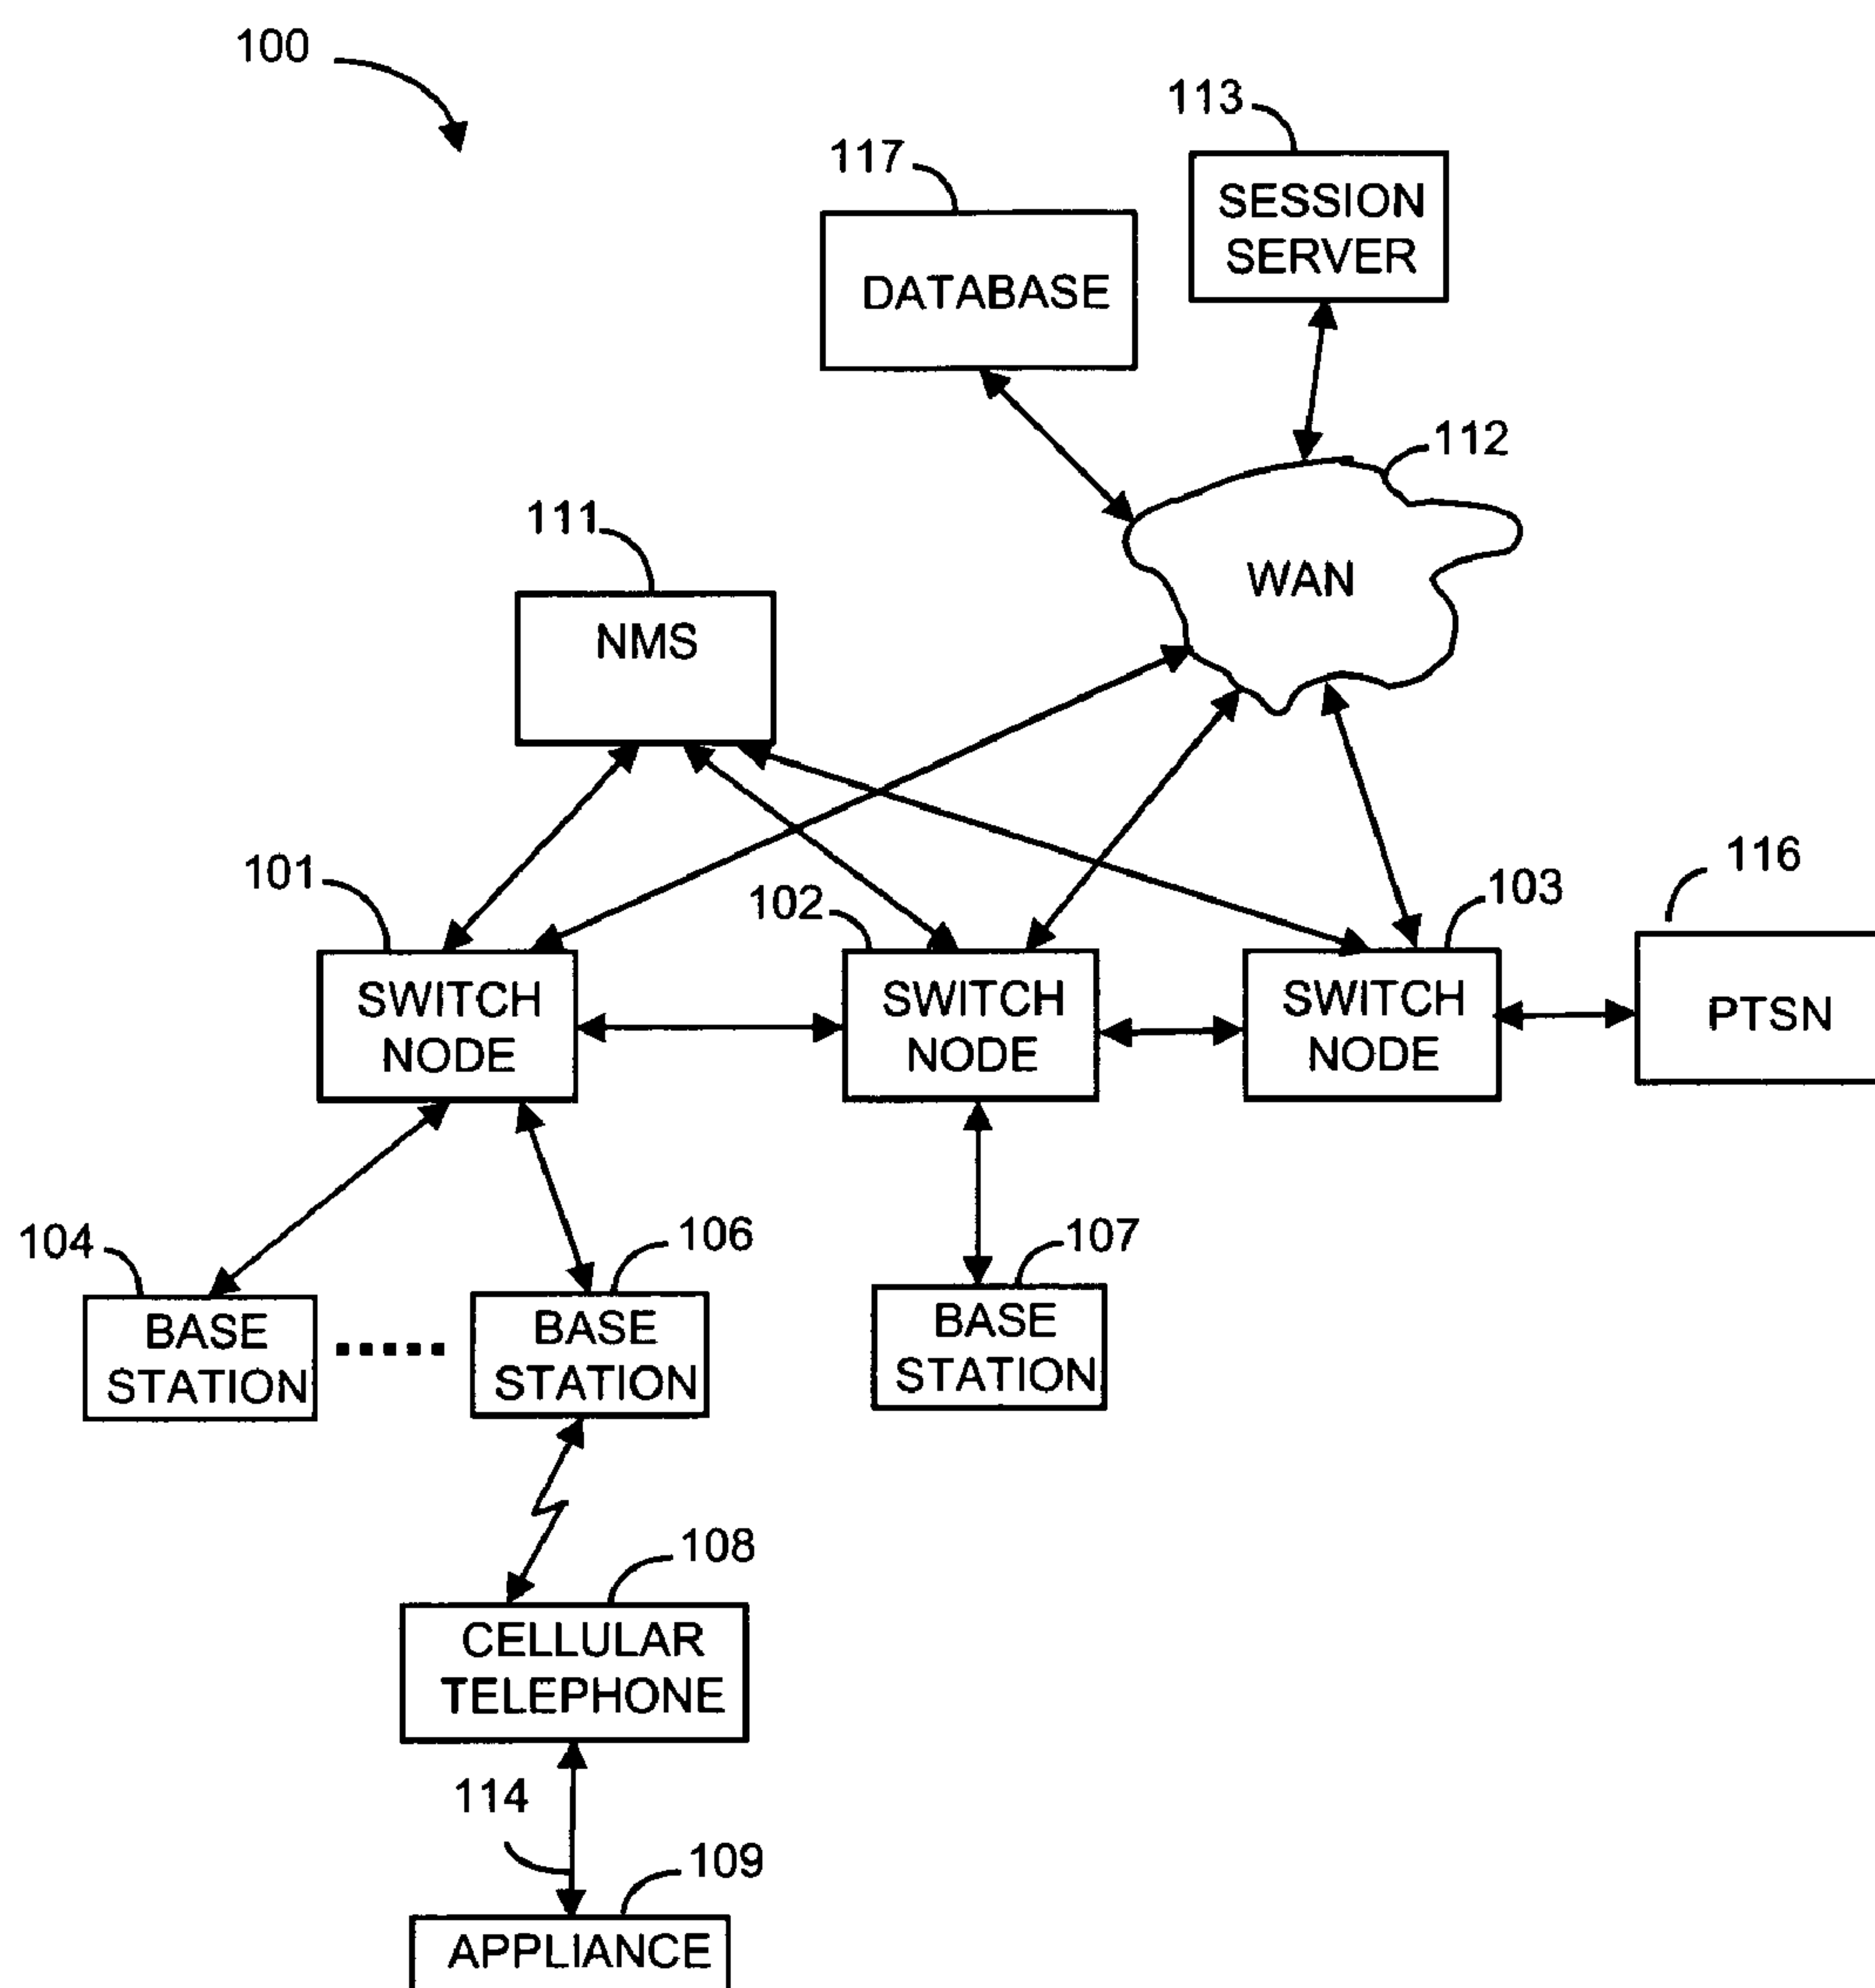 100
113
117
SESSION
SERVER
DATABASE
112
111
WAN
NMS
101
102
103
116
SWITCH
NODE
SWITCH
NODE
SWITCH
NODE
PTSN
104
106
107
BASE
STATION
BASE
STATION
BASE
STATION
108
CELLULAR
TELEPHONE
114
109
APPLIANCE